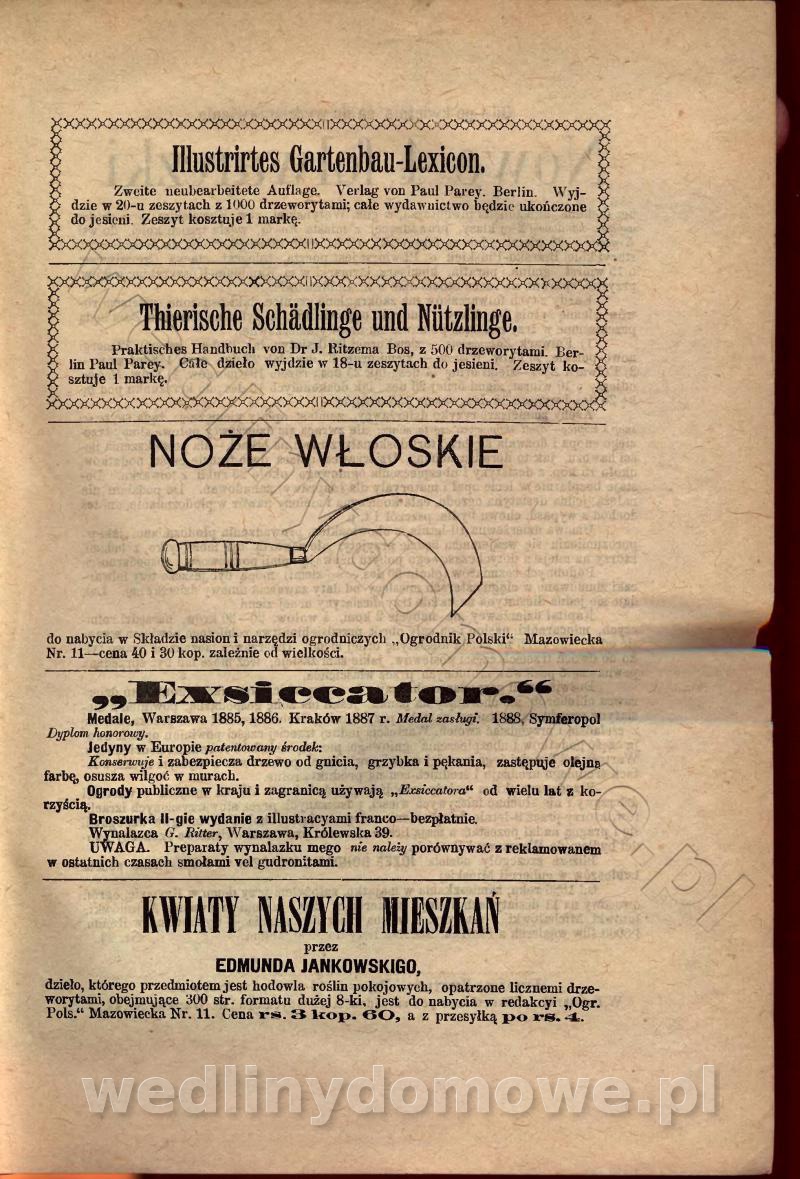 Illustrirtes Gartenbau-Lexicon.
Zweite neubearbeitete Auflage. Verlag von Paul Parey. Berlin. Wyj-
dzie w 20-u zeszytach z 1000 drzeworytami; całe wydawnictwo będzie ukończone
do jesieni. Zeszyt kosztuje 1 markę.
Thierische Schädlinge und Nützlinge.
Praktisches Handbuch von Dr J. Ritzema Bos, z 500 drzeworytami. Ber-
lin Paul Parey. Całe dzieło wyjdzie w 18-u zeszytach do jesieni. Zeszyt ko-
sztuje 1 markę.
NOŻE WŁOSKIE
do nabycia w Składzie nasion i narzędzi ogrodniczych „Ogrodnik Polski“ Mazowiecka
Nr. 11—cena 40 i 30 kop. zależnie od wielkości.
„Exsiccator.“
Medale, Warszawa 1885, 1886. Kraków 1887 r. Medal zasługi. 1888, Symferopol
Dyplom honorowy.
Jedyny w Europie patentowany środek:
Konserwuje i zabezpiecza drzewo od gnicia, grzybka i pękania, zastępuje olejną
farbę, osusza wilgoć w murach.
Ogrody publiczne w kraju i zagranicą używają „Exsiccatora“ od wielu lat z ko-
rzyścią.
Broszurka II-gie wydanie z illustracyami franco—bezpłatnie.
Wynalazca G. Ritter, Warszawa, Królewska 39.
UWAGA. Preparaty wynalazku mego nie należy porównywać z reklamowanem
w ostatnich czasach smołami vel gudronitami.
KWIATY NASZYCH MIESZKAŃ
przez
EDMUNDA JANKOWSKIGO,
dzieło, którego przedmiotem jest hodowla roślin pokojowych, opatrzone licznemi drze-
worytami, obejmujące 300 str. formatu dużej 8-ki, jest do nabycia w redakcyi „Ogr.
Pols.“ Mazowiecka Nr. 11. Cena rs. 3 kop. 60, a z przesyłką po rs. 4.
wedlinydomowe.pl